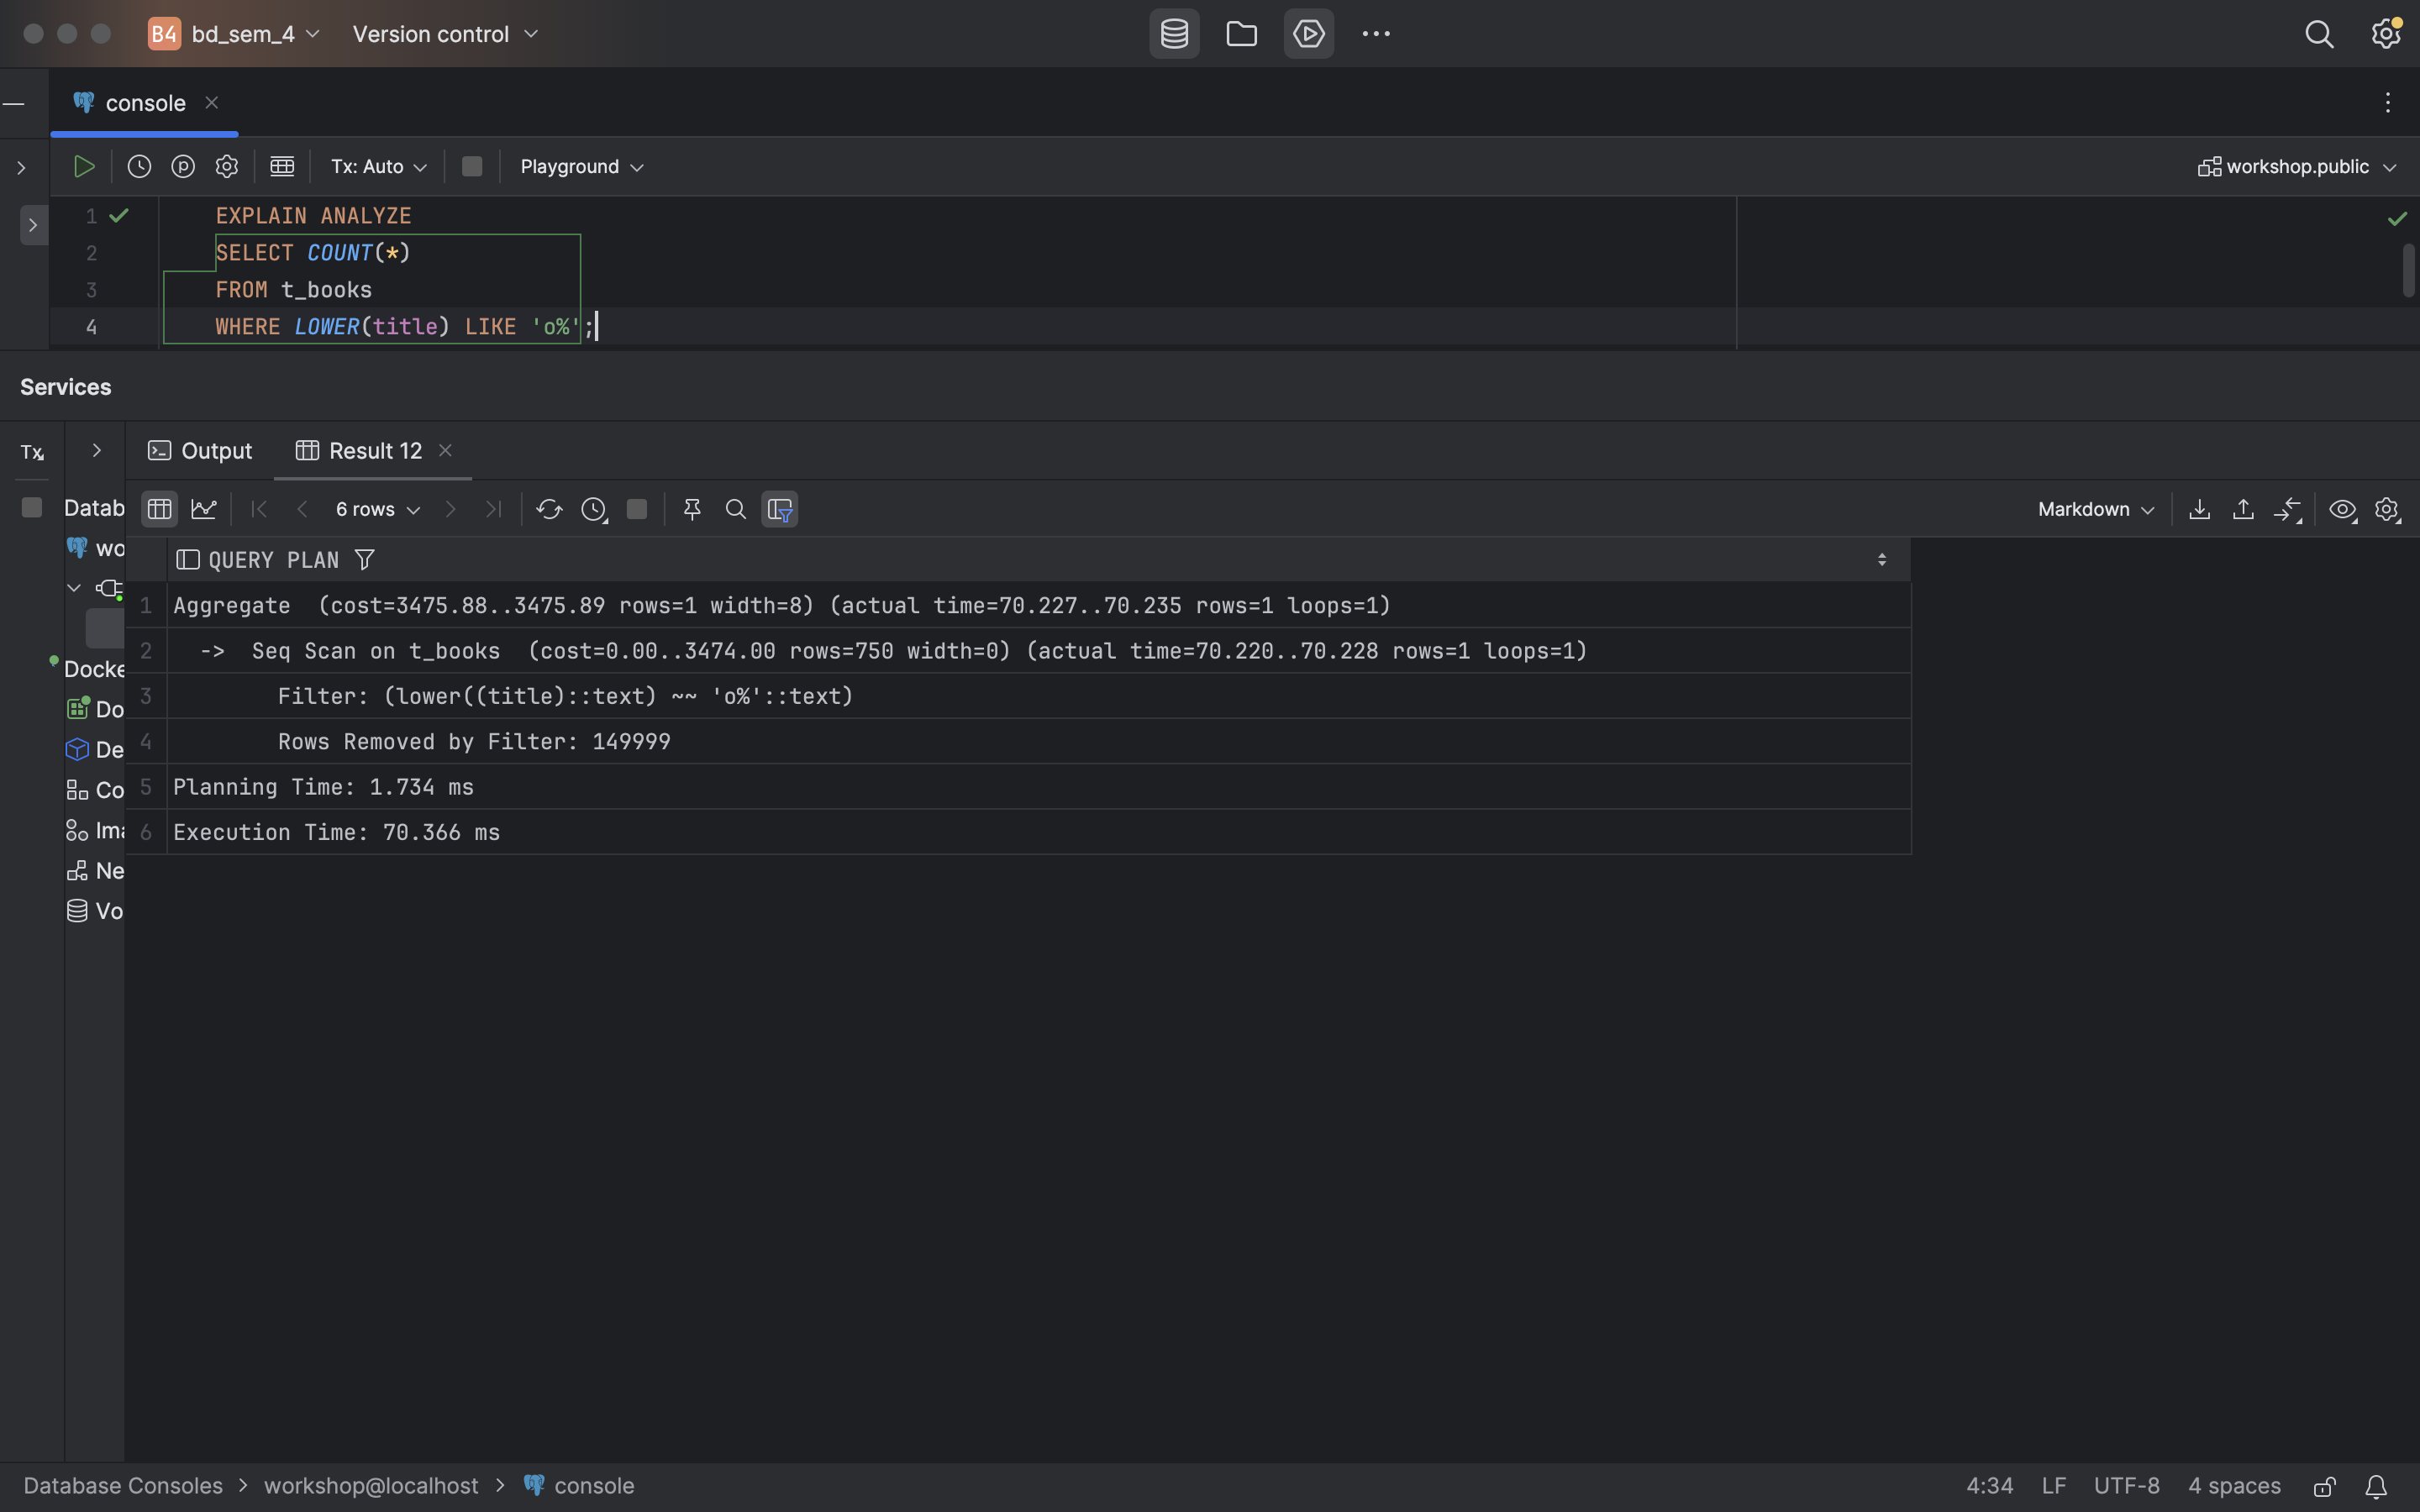 B4 bd_sem_4 Version control
console
Tx: Auto Playground workshop.public
1 EXPLAIN ANALYZE
2 SELECT COUNT(*)
3 FROM t_books
4 WHERE LOWER(title) LIKE 'o%';
Services
Tx Output Result 12
Datab 6 rows Markdown
wo
QUERY PLAN
1 Aggregate  (cost=3475.88..3475.89 rows=1 width=8) (actual time=70.227..70.235 rows=1 loops=1)
2   ->  Seq Scan on t_books  (cost=0.00..3474.00 rows=750 width=0) (actual time=70.220..70.228 rows=1 loops=1)
Docke
3         Filter: (lower((title)::text) ~~ 'o%'::text)
Do
4         Rows Removed by Filter: 149999
De
5 Planning Time: 1.734 ms
Co
6 Execution Time: 70.366 ms
Ima
Ne
Vo
Database Consoles > workshop@localhost > console 4:34 LF UTF-8 4 spaces